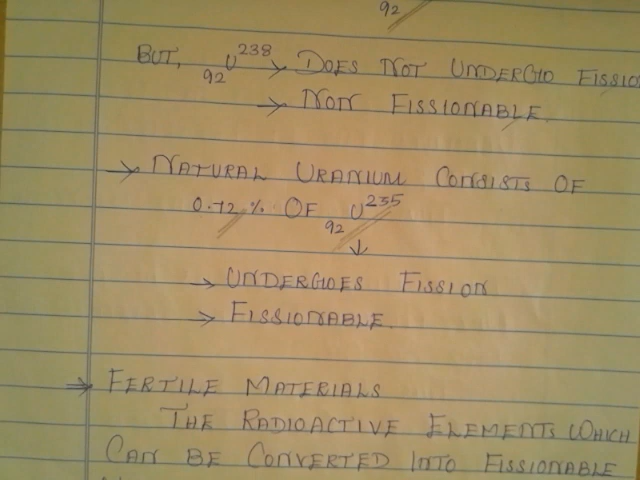 92
BUT, 92U238 → DOES NOT UNDERGO FISSIO
→ NON FISSIONABLE.
→ NATURAL URANIUM CONSISTS OF
0.72% OF 92U235
↓
→ UNDERGOES FISSION
→ FISSIONABLE.
⇒ FERTILE MATERIALS
THE RADIOACTIVE ELEMENTS WHICH
CAN BE CONVERTED INTO FISSIONABLE